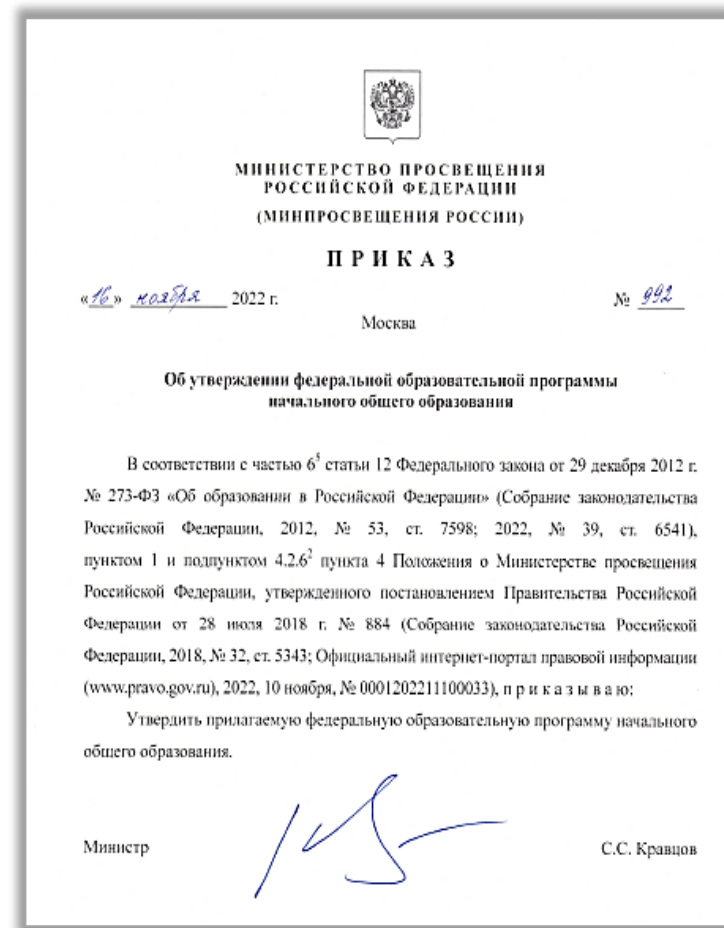 МИНИСТЕРСТВО ПРОСВЕЩЕНИЯ
РОССИЙСКОЙ ФЕДЕРАЦИИ
(МИНПРОСВЕЩЕНИЯ РОССИИ)
ПРИКАЗ
«16» ноября 2022 г. № 992
Москва
Об утверждении федеральной образовательной программы
начального общего образования
В соответствии с частью 6⁵ статьи 12 Федерального закона от 29 декабря 2012 г.
№ 273-ФЗ «Об образовании в Российской Федерации» (Собрание законодательства
Российской Федерации, 2012, № 53, ст. 7598; 2022, № 39, ст. 6541),
пунктом 1 и подпунктом 4.2.6² пункта 4 Положения о Министерстве просвещения
Российской Федерации, утвержденного постановлением Правительства Российской
Федерации от 28 июля 2018 г. № 884 (Собрание законодательства Российской
Федерации, 2018, № 32, ст. 5343; Официальный интернет-портал правовой информации
(www.pravo.gov.ru), 2022, 10 ноября, № 0001202211100033), п р и к а з ы в а ю:
Утвердить прилагаемую федеральную образовательную программу начального
общего образования.
Министр С.С. Кравцов